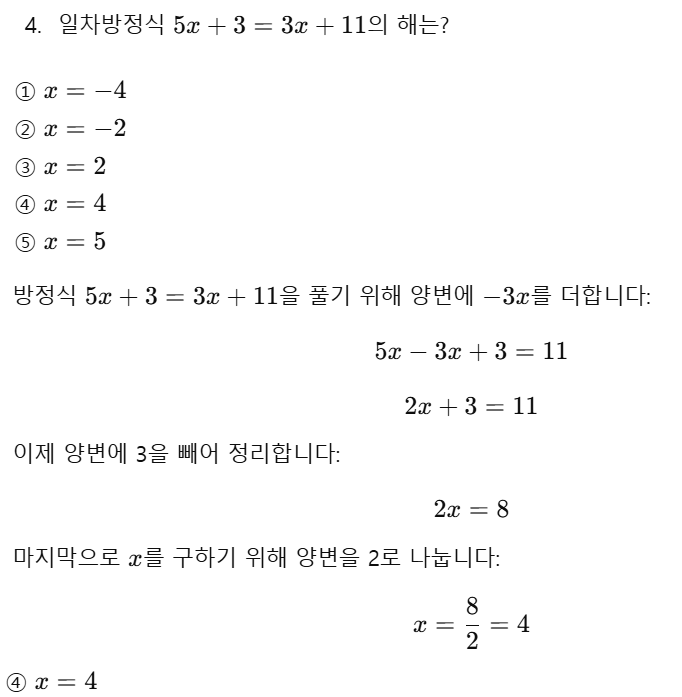 4. 일차방정식 5x + 3 = 3x + 11의 해는?
① x = −4
② x = −2
③ x = 2
④ x = 4
⑤ x = 5
방정식 5x + 3 = 3x + 11을 풀기 위해 양변에 −3x를 더합니다:
5x − 3x + 3 = 11
2x + 3 = 11
이제 양변에 3을 빼어 정리합니다:
2x = 8
마지막으로 x를 구하기 위해 양변을 2로 나눕니다:
x = 8/2 = 4
④ x = 4